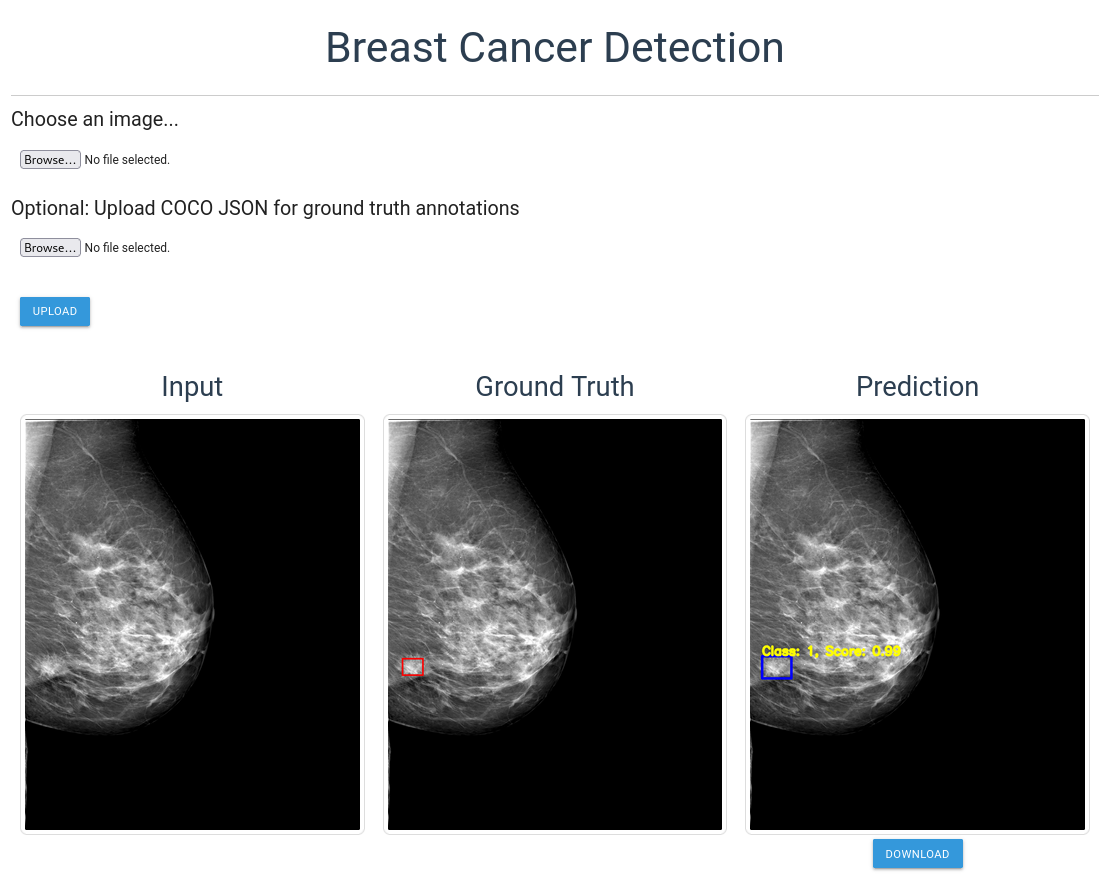 Breast Cancer Detection
Choose an image...
Browse... No file selected.
Optional: Upload COCO JSON for ground truth annotations
Browse... No file selected.
UPLOAD
Input
Ground Truth
Prediction
Class: 1, Score: 0.99
DOWNLOAD